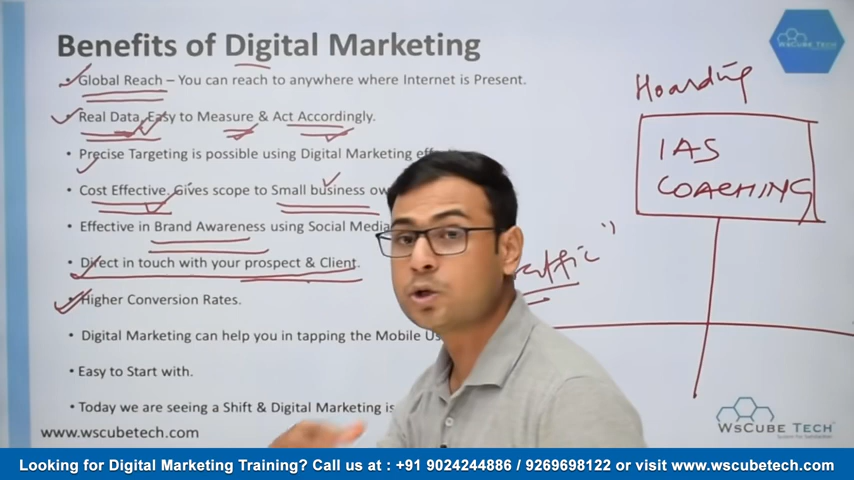 Benefits of Digital Marketing
WsCube Tech
• Global Reach – You can reach to anywhere where Internet is Present.
Hoarding
• Real Data, Easy to Measure & Act Accordingly.
• Precise Targeting is possible using Digital Marketing
IAS
COACHING
• Cost Effective. Gives scope to Small business
• Effective in Brand Awareness using Social Media
• Direct in touch with your prospect & Client.
• Higher Conversion Rates.
• Digital Marketing can help you in tapping the Mobile
• Easy to Start with.
• Today we are seeing a Shift & Digital Marketing is
www.wscubetech.com
WsCube Tech
Looking for Digital Marketing Training? Call us at : +91 9024244886 / 9269698122 or visit www.wscubetech.com